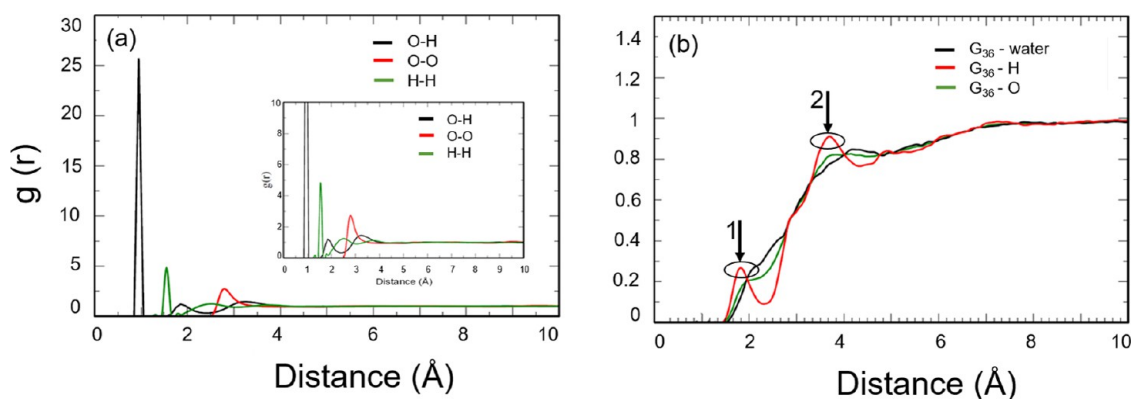 (a)
O-H
O-O
H-H
g (r)
25
20
15
10
5
0
0 2 4 6 8 10
Distance (Å)
O-H
O-O
H-H
g(r)
10
8
6
4
2
0
0 1 2 3 4 5 6 7 8 9 10
Distance (Å)
(b)
G₃₆ - water
G₃₆ - H
G₃₆ - O
1
2
1.4
1.2
1
0.8
0.6
0.4
0.2
0
0 2 4 6 8 10
Distance (Å)